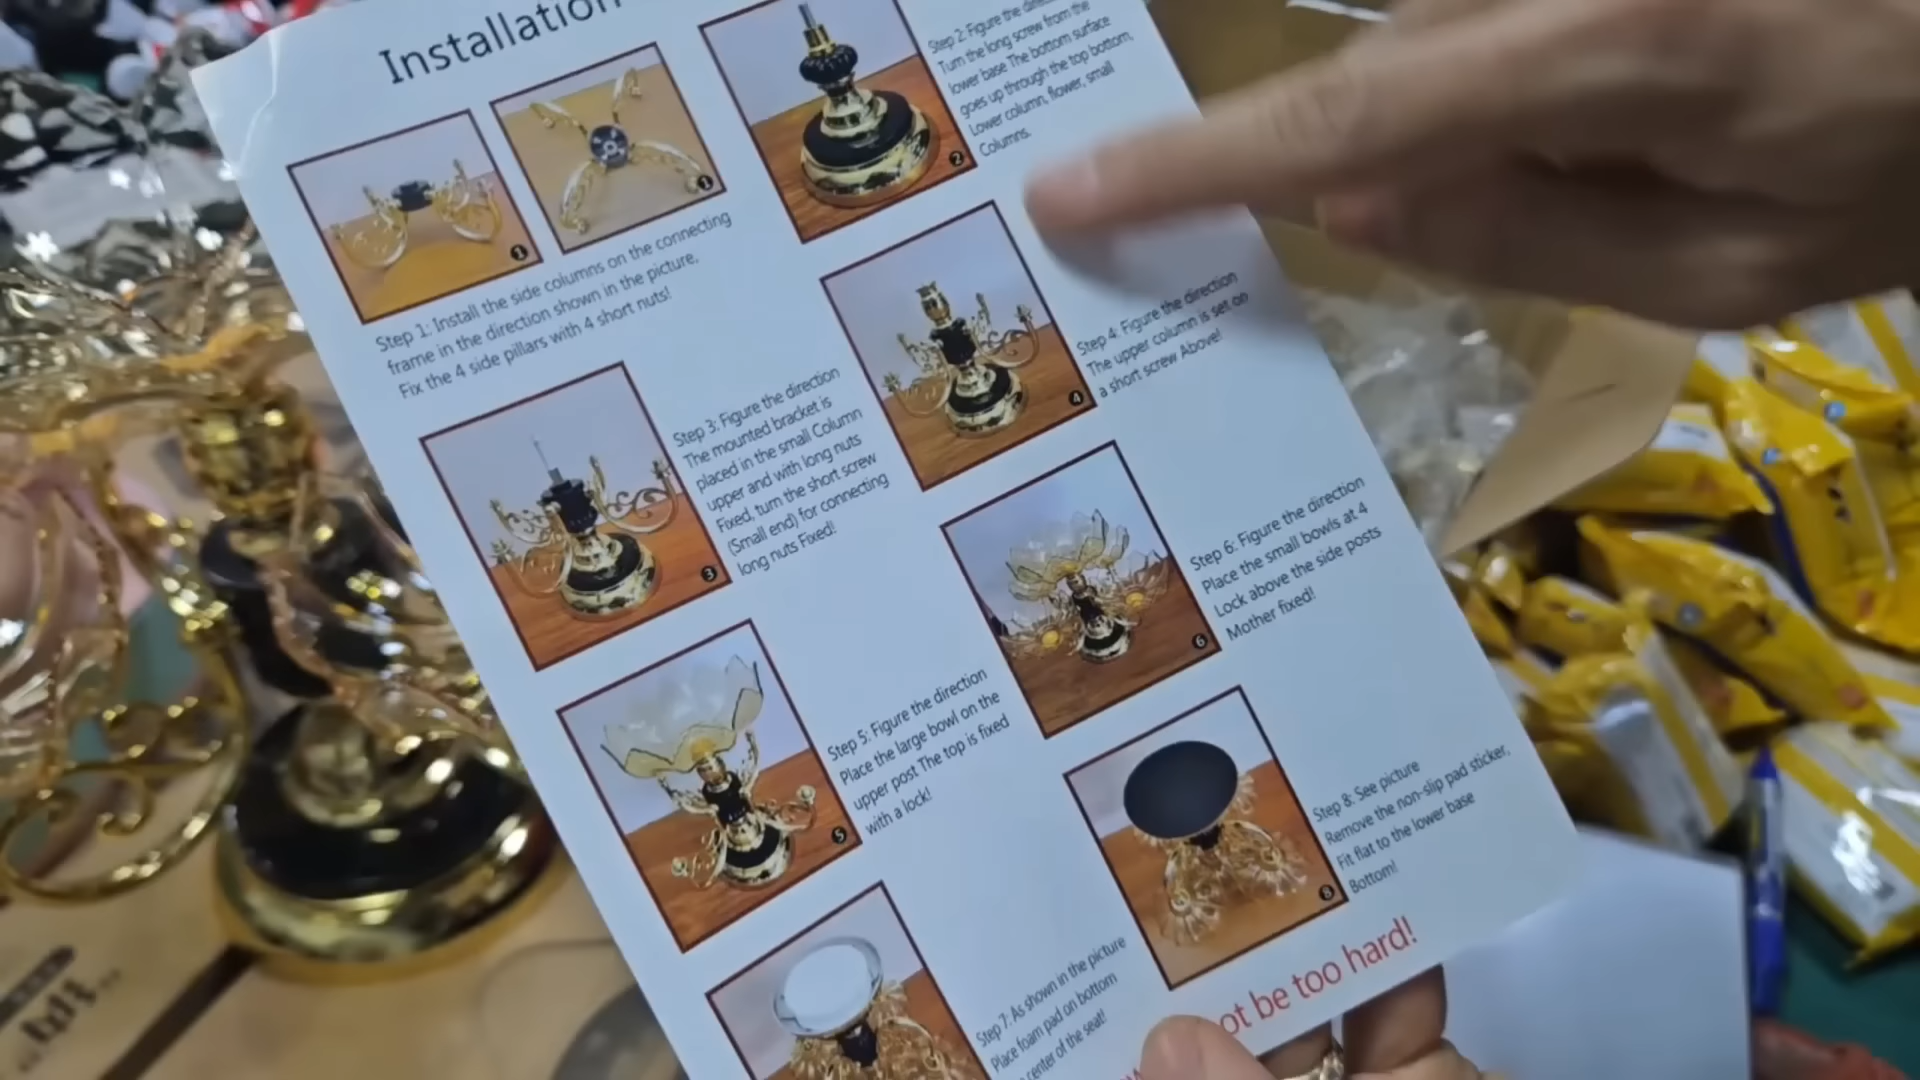 Installation
Step 1: Install the side columns on the connecting
frame in the direction shown in the picture.
Fix the 4 side pillars with 4 short nuts!
Step 2: Figure the
Turn the long screw from the
lower base The bottom surface
goes up through the top bottom.
Lower column, flower, small
Columns.
Step 3: Figure the direction
The mounted bracket is
placed in the small Column
upper and with long nuts
Fixed, turn the short screw
(Small end) for connecting
long nuts Fixed!
Step 4: Figure the direction
The upper column is set on
a short screw Above!
Step 5: Figure the direction
Place the large bowl on the
upper post The top is fixed
with a lock!
Step 6: Figure the direction
Place the small bowls at 4
Lock above the side posts
Mother fixed!
Step 7: As shown in the picture
Place foam pad on bottom
center of the seat!
Step 8: See picture
Remove the non-slip pad sticker,
Fit flat to the lower base
Bottom!
1
1
2
3
4
5
6
8
not be too hard!